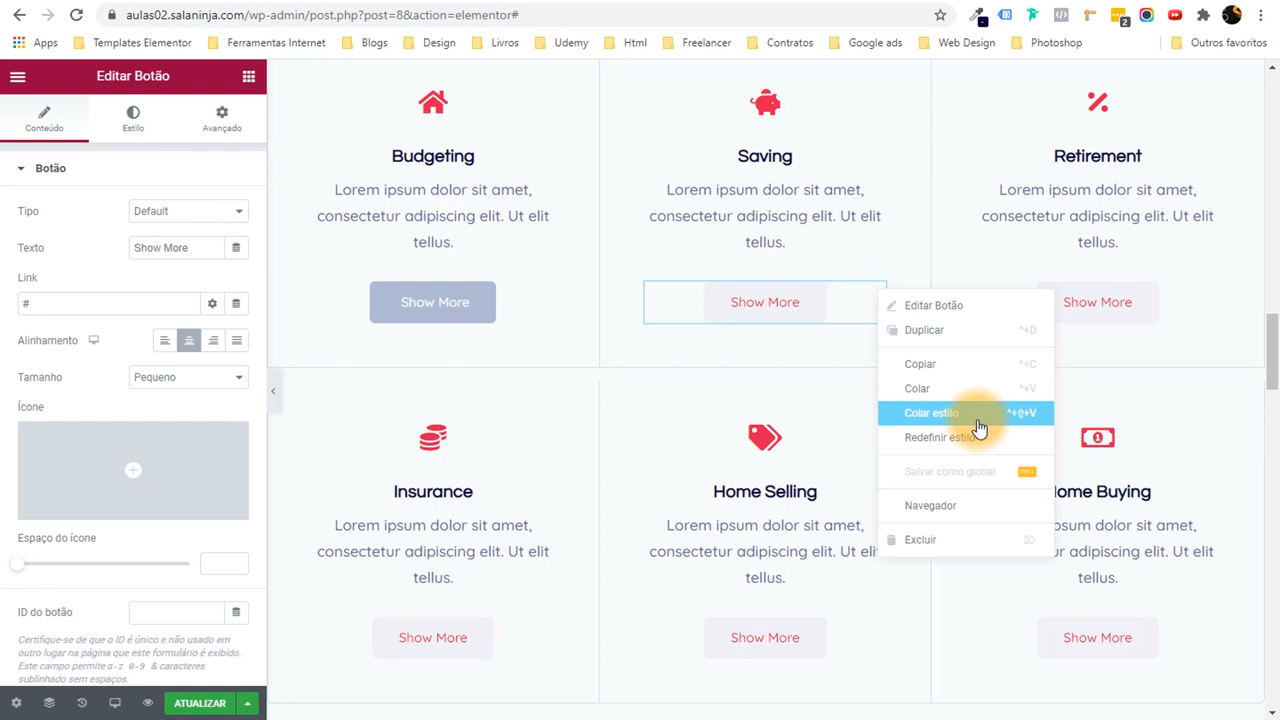 aulas02.salaninja.com/wp-admin/post.php?post=8&action=elementor#
2
Apps
Templates Elementor
Ferramentas Internet
Blogs
Design
Livros
Udemy
Html
Freelancer
Contratos
Google ads
Web Design
Photoshop
Outros favoritos
Editar Botão
Conteúdo
Estilo
Avançado
Botão
Tipo
Default
Texto
Show More
Link
#
Alinhamento
Tamanho
Pequeno
Ícone
Espaço do ícone
ID do botão
Certifique-se de que o ID é único e não usado em
outro lugar na página que este formulário é exibido.
Este campo permite a-z 0-9 & caracteres
sublinhado sem espaços.
ATUALIZAR
Budgeting
Lorem ipsum dolor sit amet,
consectetur adipiscing elit. Ut elit
tellus.
Show More
Saving
Lorem ipsum dolor sit amet,
consectetur adipiscing elit. Ut elit
tellus.
Show More
Retirement
Lorem ipsum dolor sit amet,
consectetur adipiscing elit. Ut elit
tellus.
Show More
Editar Botão
Duplicar ^+D
Copiar ^+C
Colar ^+V
Colar estilo ^+⇧+V
Redefinir estilo
Salvar como global PRO
Navegador
Excluir ⌦
Insurance
Lorem ipsum dolor sit amet,
consectetur adipiscing elit. Ut elit
tellus.
Show More
Home Selling
Lorem ipsum dolor sit amet,
consectetur adipiscing elit. Ut elit
tellus.
Show More
ome Buying
osum dolor sit amet,
adipiscing elit. Ut elit
tellus.
Show More